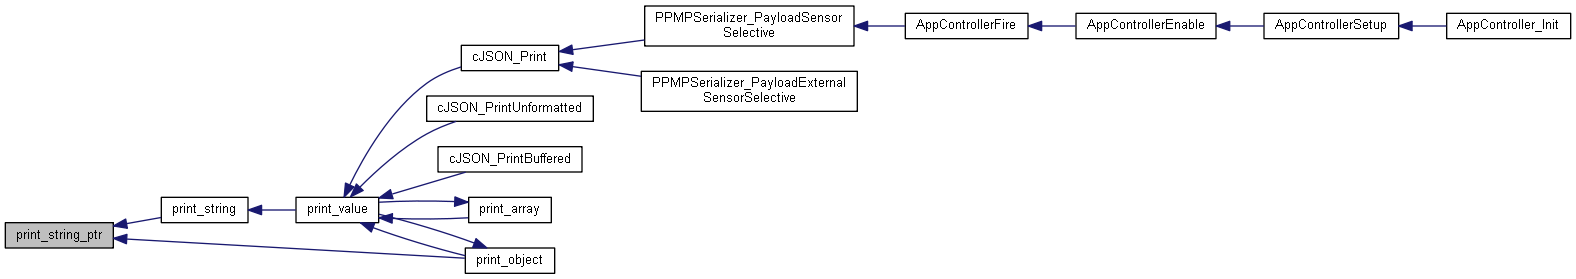 PPMPSerializer_PayloadSensor
Selective
AppControllerFire
AppControllerEnable
AppControllerSetup
AppController_Init
cJSON_Print
PPMPSerializer_PayloadExternal
SensorSelective
cJSON_PrintUnformatted
cJSON_PrintBuffered
print_string
print_value
print_array
print_string_ptr
print_object